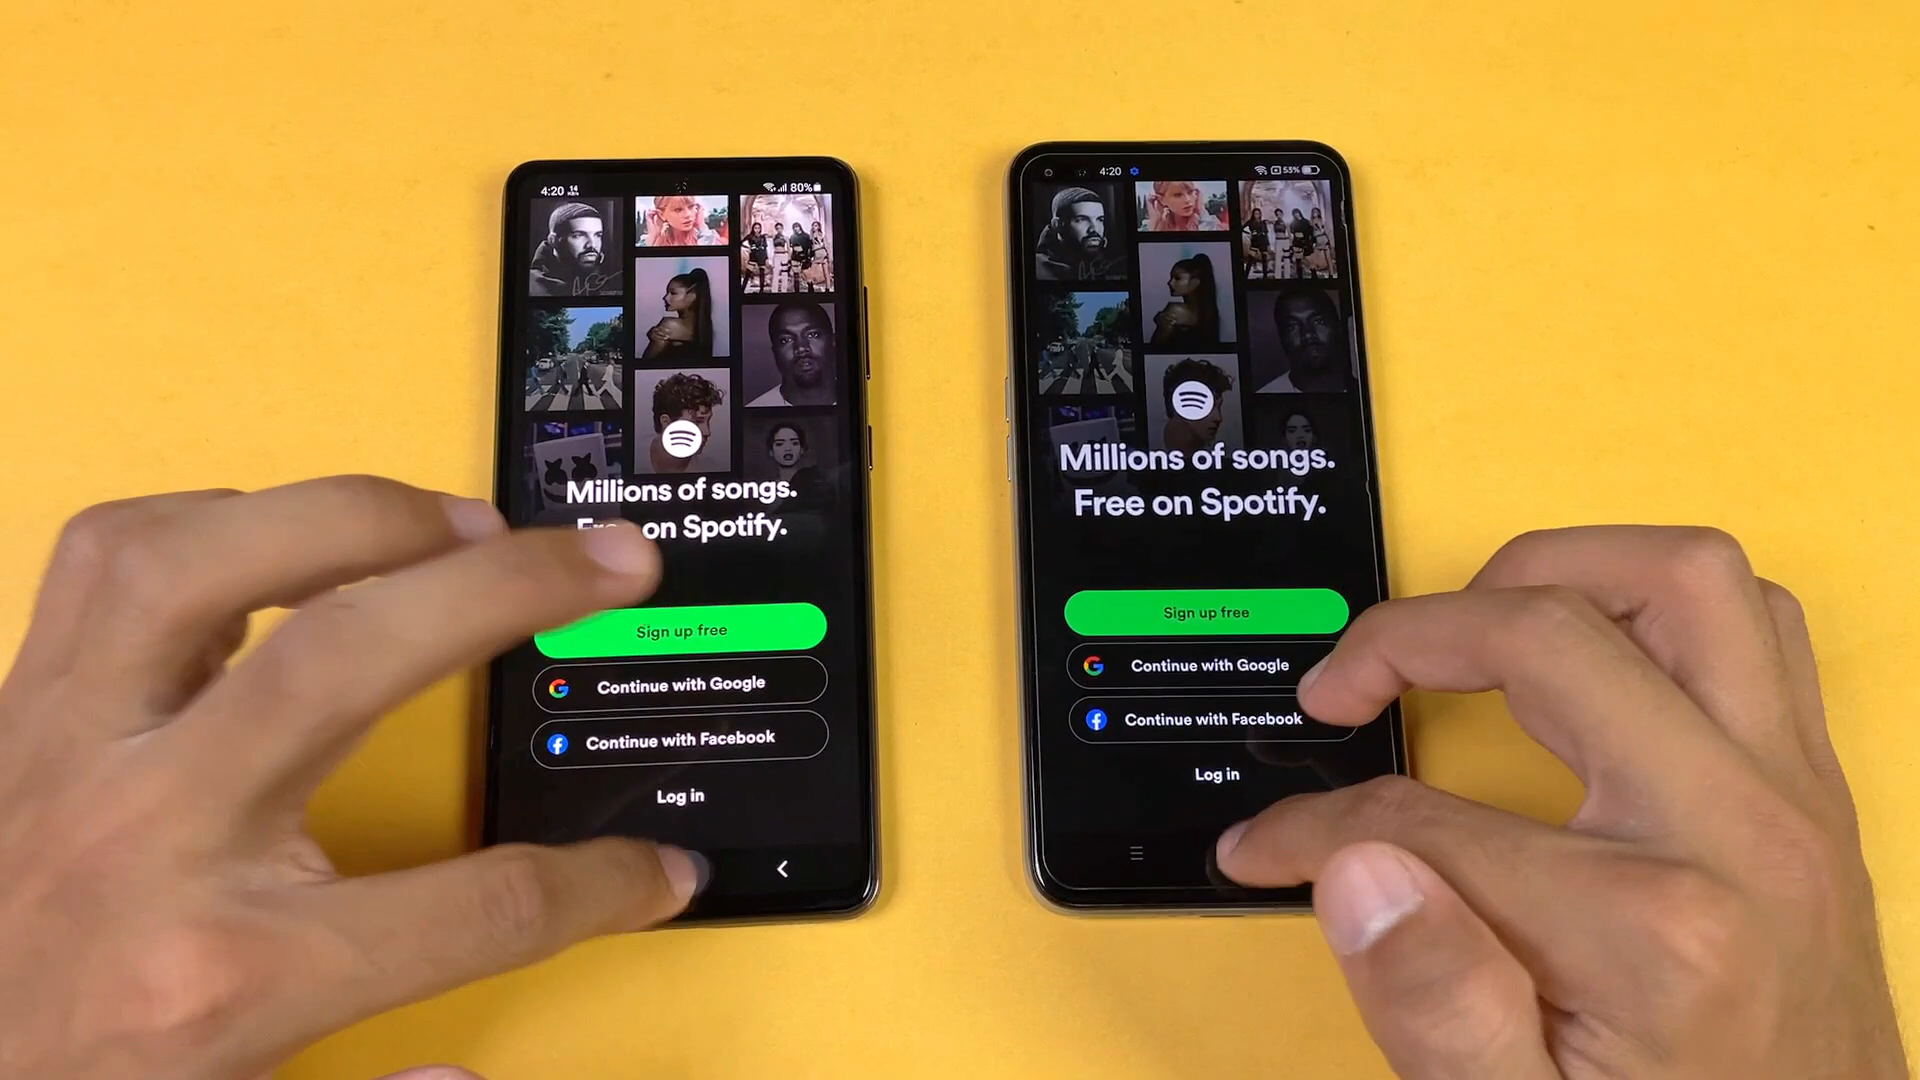 4:20
80%
Millions of songs.
Free on Spotify.
Sign up free
Continue with Google
Continue with Facebook
Log in
4:20
53%
Millions of songs.
Free on Spotify.
Sign up free
Continue with Google
Continue with Facebook
Log in